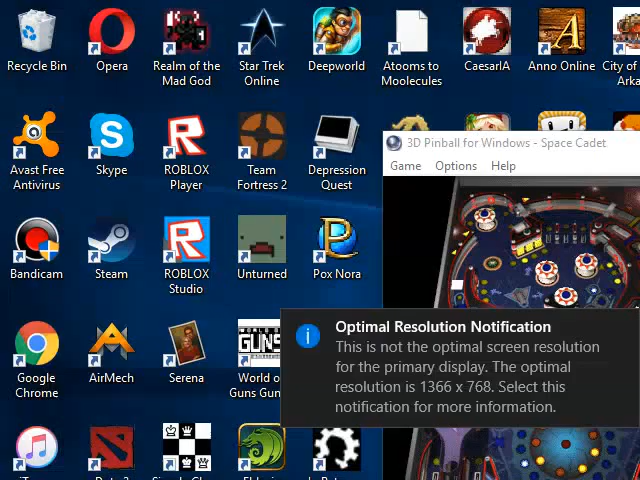 Recycle Bin
Opera
Realm of the
Mad God
Star Trek
Online
Deepworld
Atooms to
Moolecules
CaesarIA
Anno Online
City of
Arka
Avast Free
Antivirus
Skype
ROBLOX
Player
Team
Fortress 2
Depression
Quest
3D Pinball for Windows - Space Cadet
Game Options Help
Bandicam
Steam
ROBLOX
Studio
Unturned
Pox Nora
Optimal Resolution Notification
This is not the optimal screen resolution
for the primary display. The optimal
resolution is 1366 x 768. Select this
notification for more information.
Google
Chrome
AirMech
Serena
WORLD OF
GUNS
World o
Guns Gun